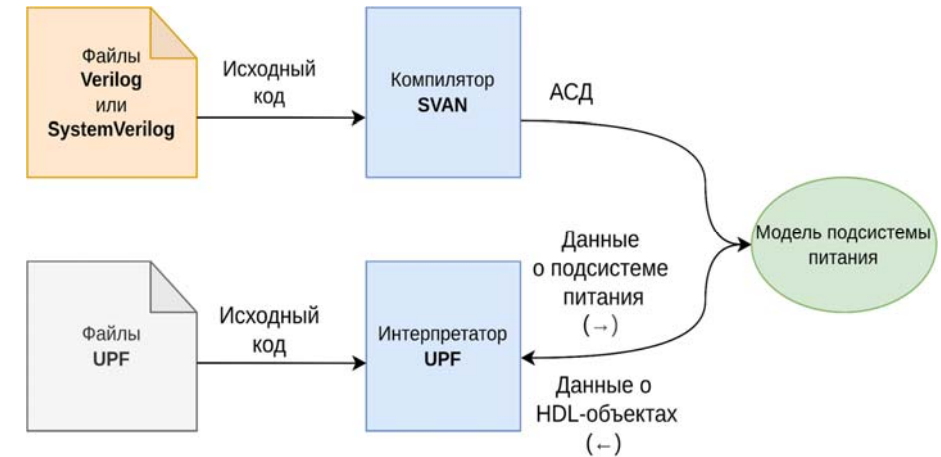 Файлы
Verilog
или
SystemVerilog
Исходный
код
Компилятор
SVAN
АСД
Модель подсистемы
питания
Данные
о подсистеме
питания
(→)
Файлы
UPF
Исходный
код
Интерпретатор
UPF
Данные о
HDL-объектах
(←)